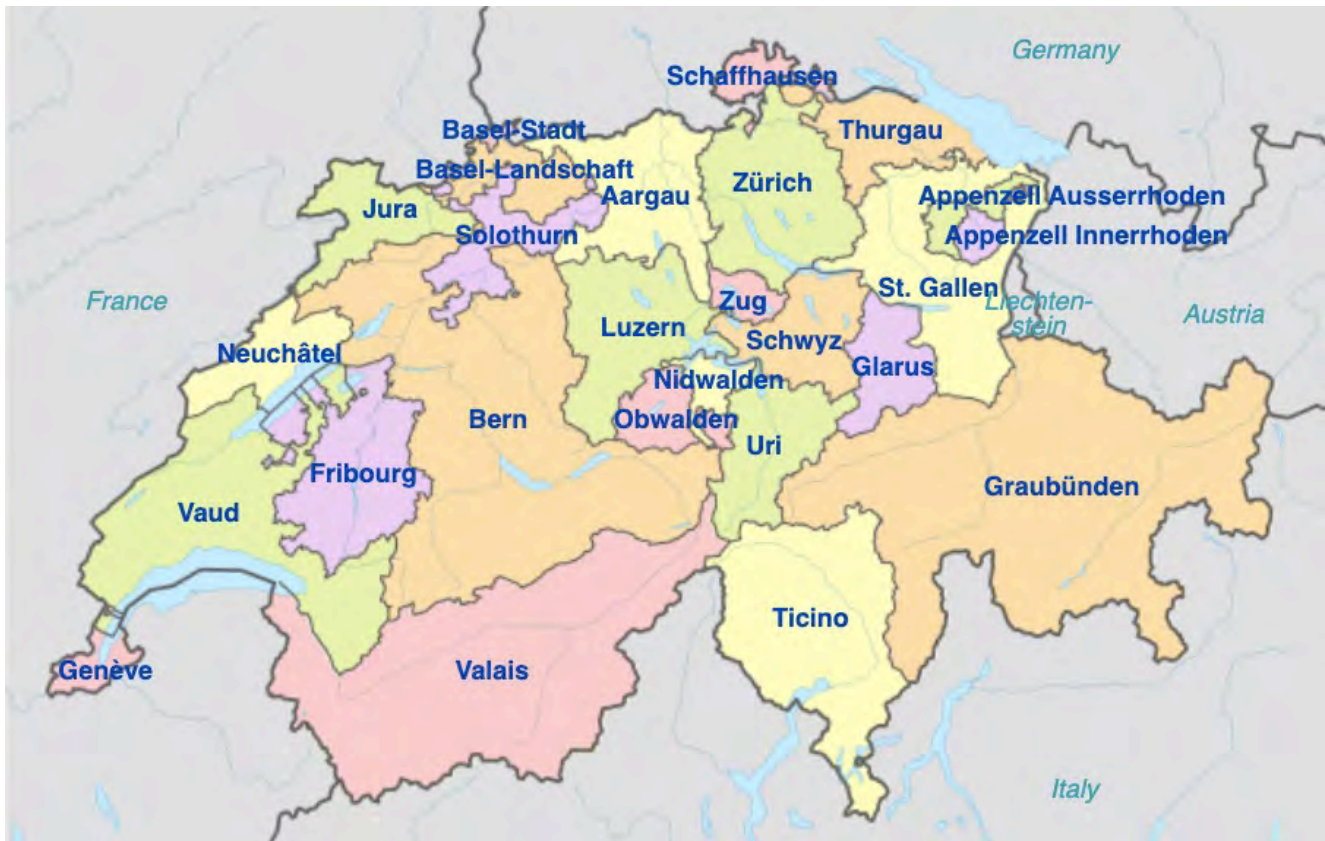 Germany
Schaffhausen
Basel-Stadt
Thurgau
Basel-Landschaft
Zürich
Aargau
Appenzell Ausserrhoden
Jura
Solothurn
Appenzell Innerrhoden
France
St. Gallen
Liechten-
stein
Austria
Zug
Luzern
Schwyz
Neuchâtel
Glarus
Nidwalden
Bern
Obwalden
Uri
Fribourg
Graubünden
Vaud
Ticino
Genève
Valais
Italy